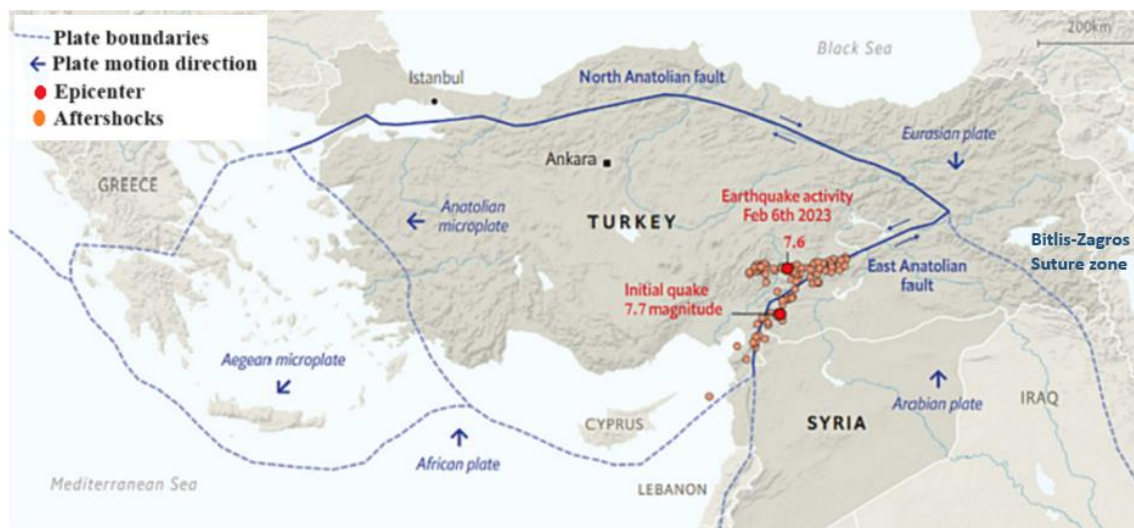 Plate boundaries
Plate motion direction
Epicenter
Aftershocks
200km
Black Sea
Istanbul
North Anatolian fault
Eurasian plate
Ankara
GREECE
Anatolian
microplate
TURKEY
Earthquake activity
Feb 6th 2023
7.6
Bitlis-Zagros
Suture zone
East Anatolian
fault
Initial quake
7.7 magnitude
Aegean microplate
CYPRUS
SYRIA
Arabian plate
IRAQ
African plate
Mediterranean Sea
LEBANON